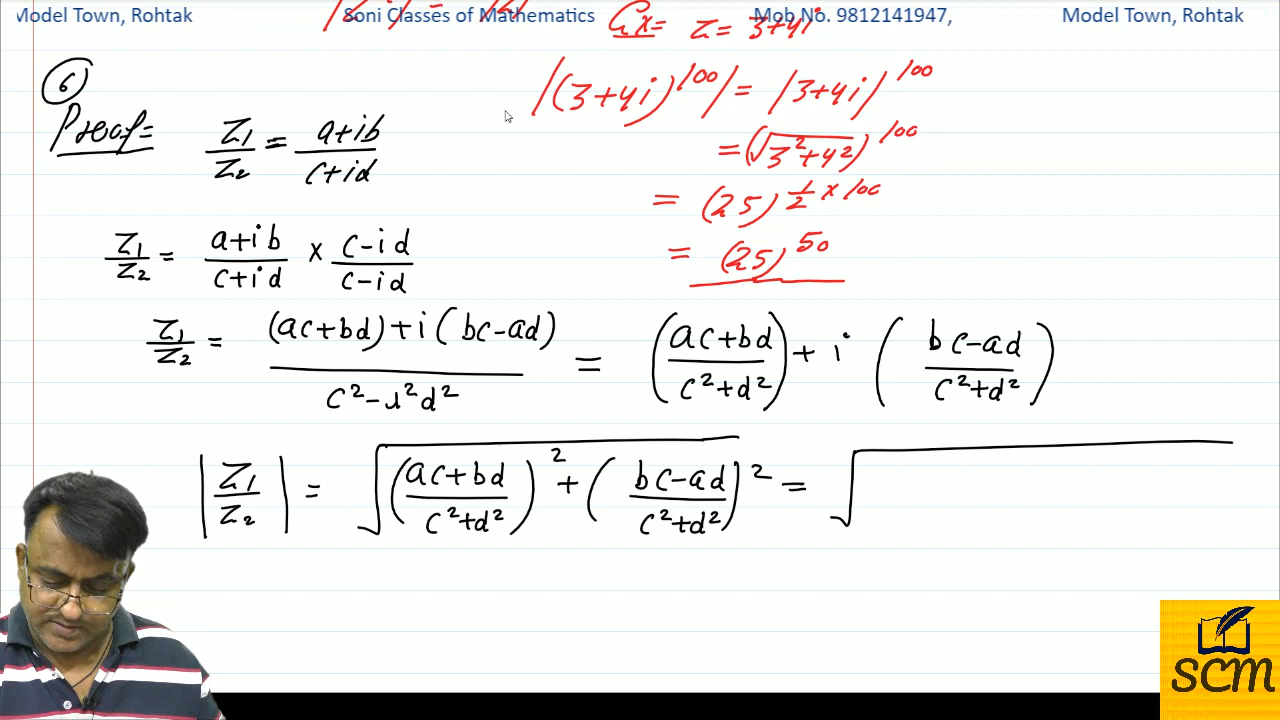 Model Town, Rohtak Soni Classes of Mathematics Mob No. 9812141947, Model Town, Rohtak
Ex= z = 3+4i
6
|(3+4i)^100| = |3+4i|^100
Proof= Z1/Z2 = (a+ib)/(c+id)
= (√(3²+4²))^100
= (25)^(1/2 × 100)
Z1/Z2 = (a+ib)/(c+id) × (c-id)/(c-id)
= (25)^50
Z1/Z2 = ((ac+bd)+i(bc-ad))/(c²-i²d²) = ((ac+bd)/(c²+d²)) + i((bc-ad)/(c²+d²))
|Z1/Z2| = √(((ac+bd)/(c²+d²))² + ((bc-ad)/(c²+d²))²) = √
SCM